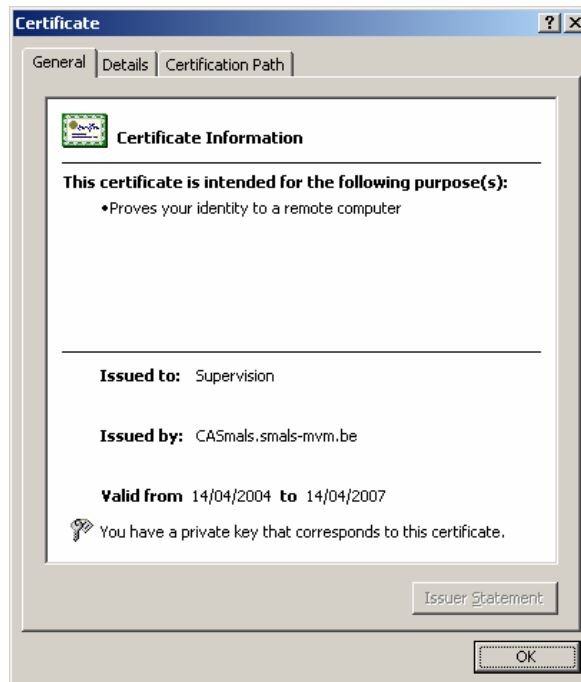 Certificate
General Details Certification Path
Certificate Information
This certificate is intended for the following purpose(s):
•Proves your identity to a remote computer
Issued to: Supervision
Issued by: CASmals.smals-mvm.be
Valid from 14/04/2004 to 14/04/2007
You have a private key that corresponds to this certificate.
Issuer Statement
OK